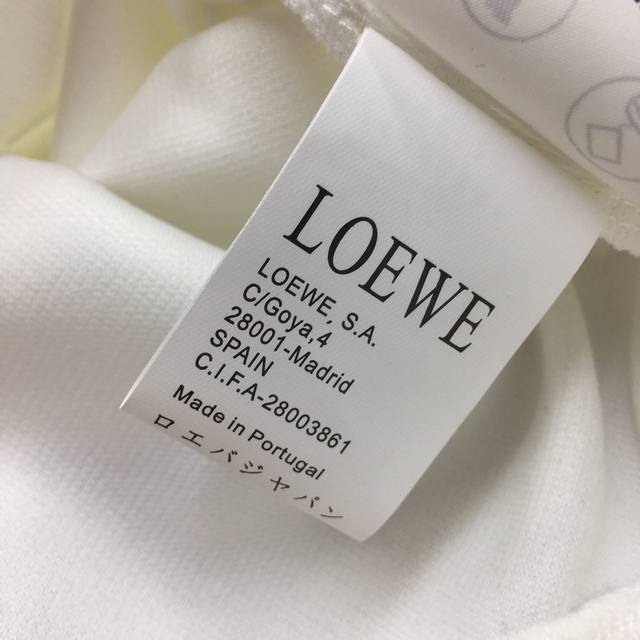 LOEWE
LOEWE, S.A.
C/Goya,4
28001-Madrid
SPAIN
C.I.F.A-28003861
Made in Portugal
ロエバジャパン